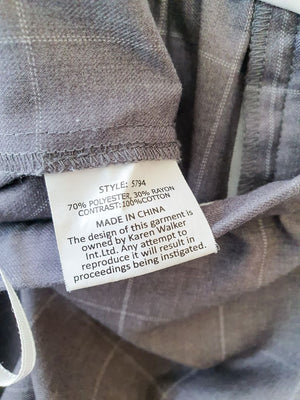 STYLE: 5794
70% POLYESTER, 30% RAYON
CONTRAST: 100%COTTON
MADE IN CHINA
The design of this garment is
owned by Karen Walker
Int.Ltd. Any attempt to
reproduce it will result in
proceedings being instigated.